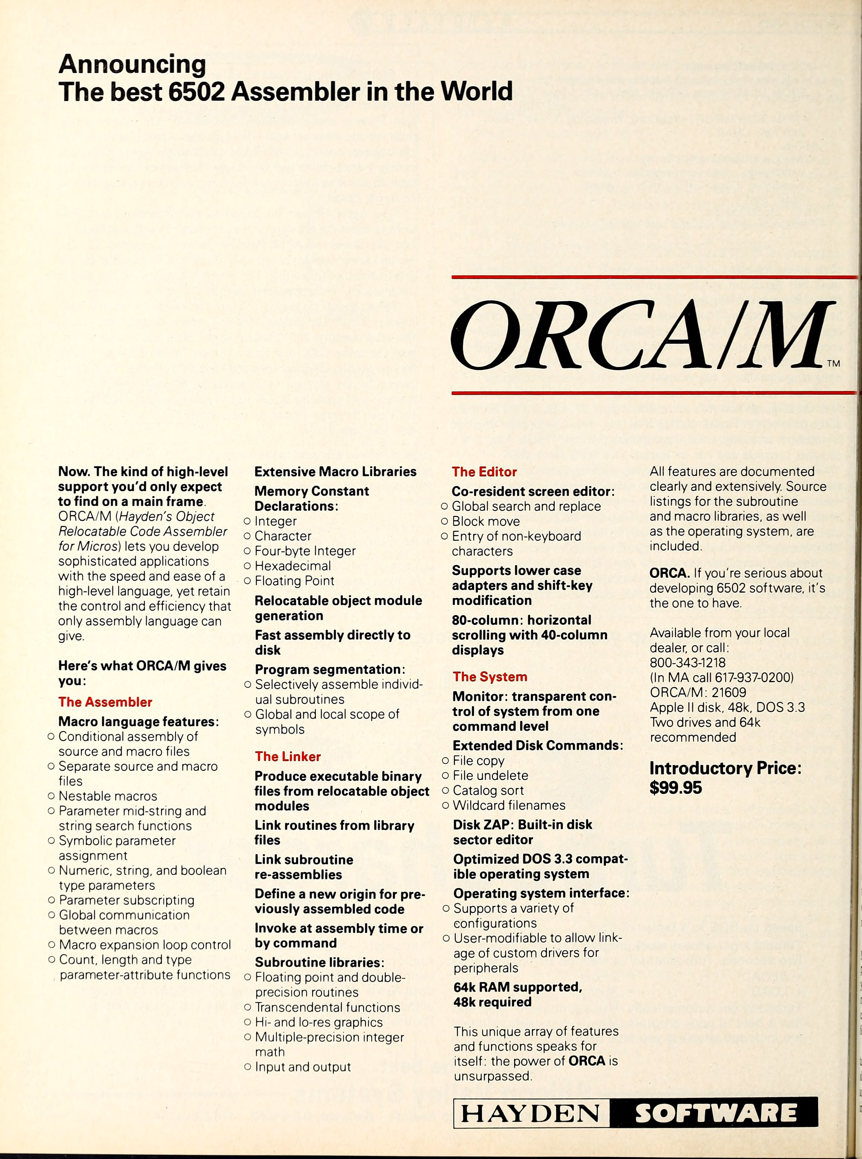 Announcing
The best 6502 Assembler in the World
ORCA/M™
Now. The kind of high-level
support you'd only expect
to find on a main frame.
ORCA/M (Hayden's Object
Relocatable Code Assembler
for Micros) lets you develop
sophisticated applications
with the speed and ease of a
high-level language, yet retain
the control and efficiency that
only assembly language can
give.
Here's what ORCA/M gives
you:
The Assembler
Macro language features:
○ Conditional assembly of
source and macro files
○ Separate source and macro
files
○ Nestable macros
○ Parameter mid-string and
string search functions
○ Symbolic parameter
assignment
○ Numeric, string, and boolean
type parameters
○ Parameter subscripting
○ Global communication
between macros
○ Macro expansion loop control
○ Count, length and type
parameter-attribute functions
Extensive Macro Libraries
Memory Constant
Declarations:
○ Integer
○ Character
○ Four-byte Integer
○ Hexadecimal
○ Floating Point
Relocatable object module
generation
Fast assembly directly to
disk
Program segmentation:
○ Selectively assemble individ-
ual subroutines
○ Global and local scope of
symbols
The Linker
Produce executable binary
files from relocatable object
modules
Link routines from library
files
Link subroutine
re-assemblies
Define a new origin for pre-
viously assembled code
Invoke at assembly time or
by command
Subroutine libraries:
○ Floating point and double-
precision routines
○ Transcendental functions
○ Hi- and lo-res graphics
○ Multiple-precision integer
math
○ Input and output
The Editor
Co-resident screen editor:
○ Global search and replace
○ Block move
○ Entry of non-keyboard
characters
Supports lower case
adapters and shift-key
modification
80-column: horizontal
scrolling with 40-column
displays
The System
Monitor: transparent con-
trol of system from one
command level
Extended Disk Commands:
○ File copy
○ File undelete
○ Catalog sort
○ Wildcard filenames
Disk ZAP: Built-in disk
sector editor
Optimized DOS 3.3 compat-
ible operating system
Operating system interface:
○ Supports a variety of
configurations
○ User-modifiable to allow link-
age of custom drivers for
peripherals
64k RAM supported,
48k required
This unique array of features
and functions speaks for
itself: the power of ORCA is
unsurpassed.
All features are documented
clearly and extensively. Source
listings for the subroutine
and macro libraries, as well
as the operating system, are
included.
ORCA. If you're serious about
developing 6502 software, it's
the one to have.
Available from your local
dealer, or call:
800-343-1218
(In MA call 617-937-0200)
ORCA/M: 21609
Apple II disk, 48k, DOS 3.3
Two drives and 64k
recommended
Introductory Price:
$99.95
HAYDEN SOFTWARE